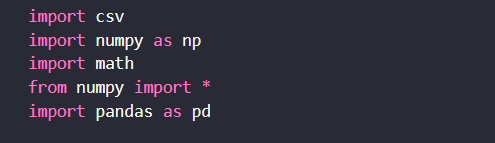 import csv
import numpy as np
import math
from numpy import *
import pandas as pd